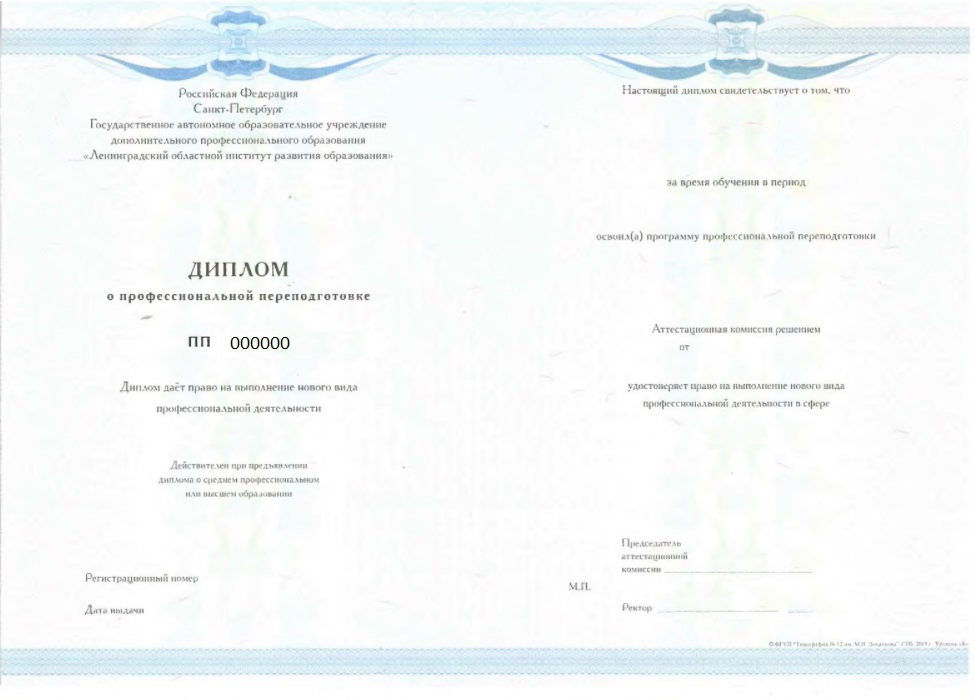 Российская Федерация
Санкт-Петербург
Государственное автономное образовательное учреждение
дополнительного профессионального образования
«Ленинградский областной институт развития образования»
ДИПЛОМ
о профессиональной переподготовке
ПП 000000
Диплом даёт право на выполнение нового вида
профессиональной деятельности
Действителен при предъявлении
диплома о среднем профессиональном
или высшем образовании
Регистрационный номер
Дата выдачи
Настоящий диплом свидетельствует о том, что
за время обучения в период
освоил(а) программу профессиональной переподготовки
Аттестационная комиссия решением
от
удостоверяет право на выполнение нового вида
профессиональной деятельности в сфере
Председатель
аттестационной
комиссии
М.П.
Ректор